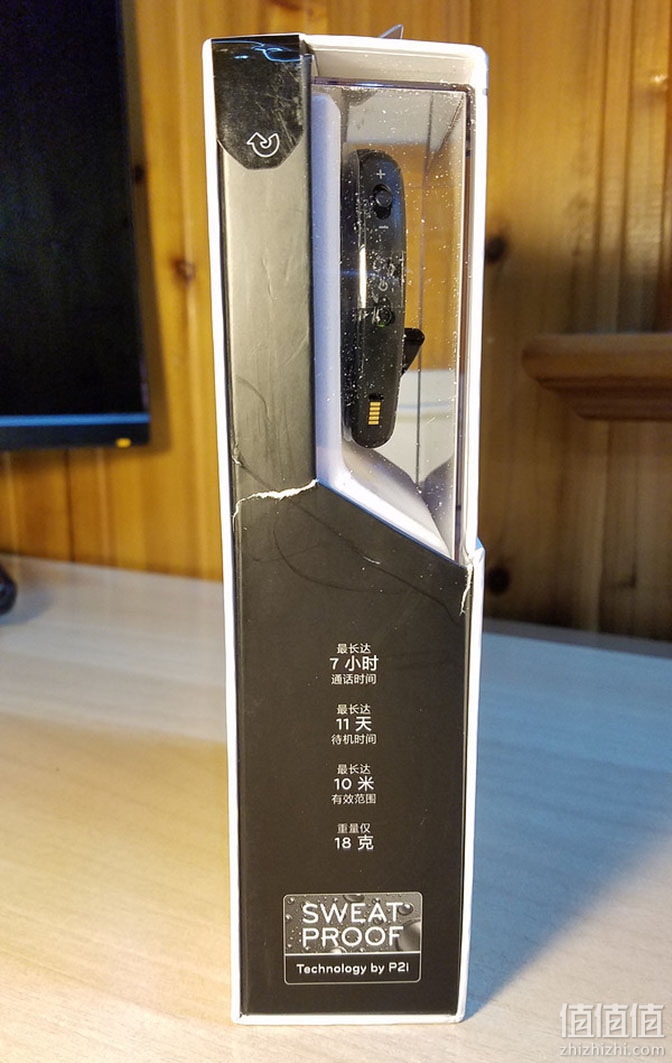 最长达
7 小时
通话时间
最长达
11 天
待机时间
最长达
10 米
有效范围
重量仅
18 克
SWEAT
PROOF
Technology by P2i
值值值
zhizhizhi.com